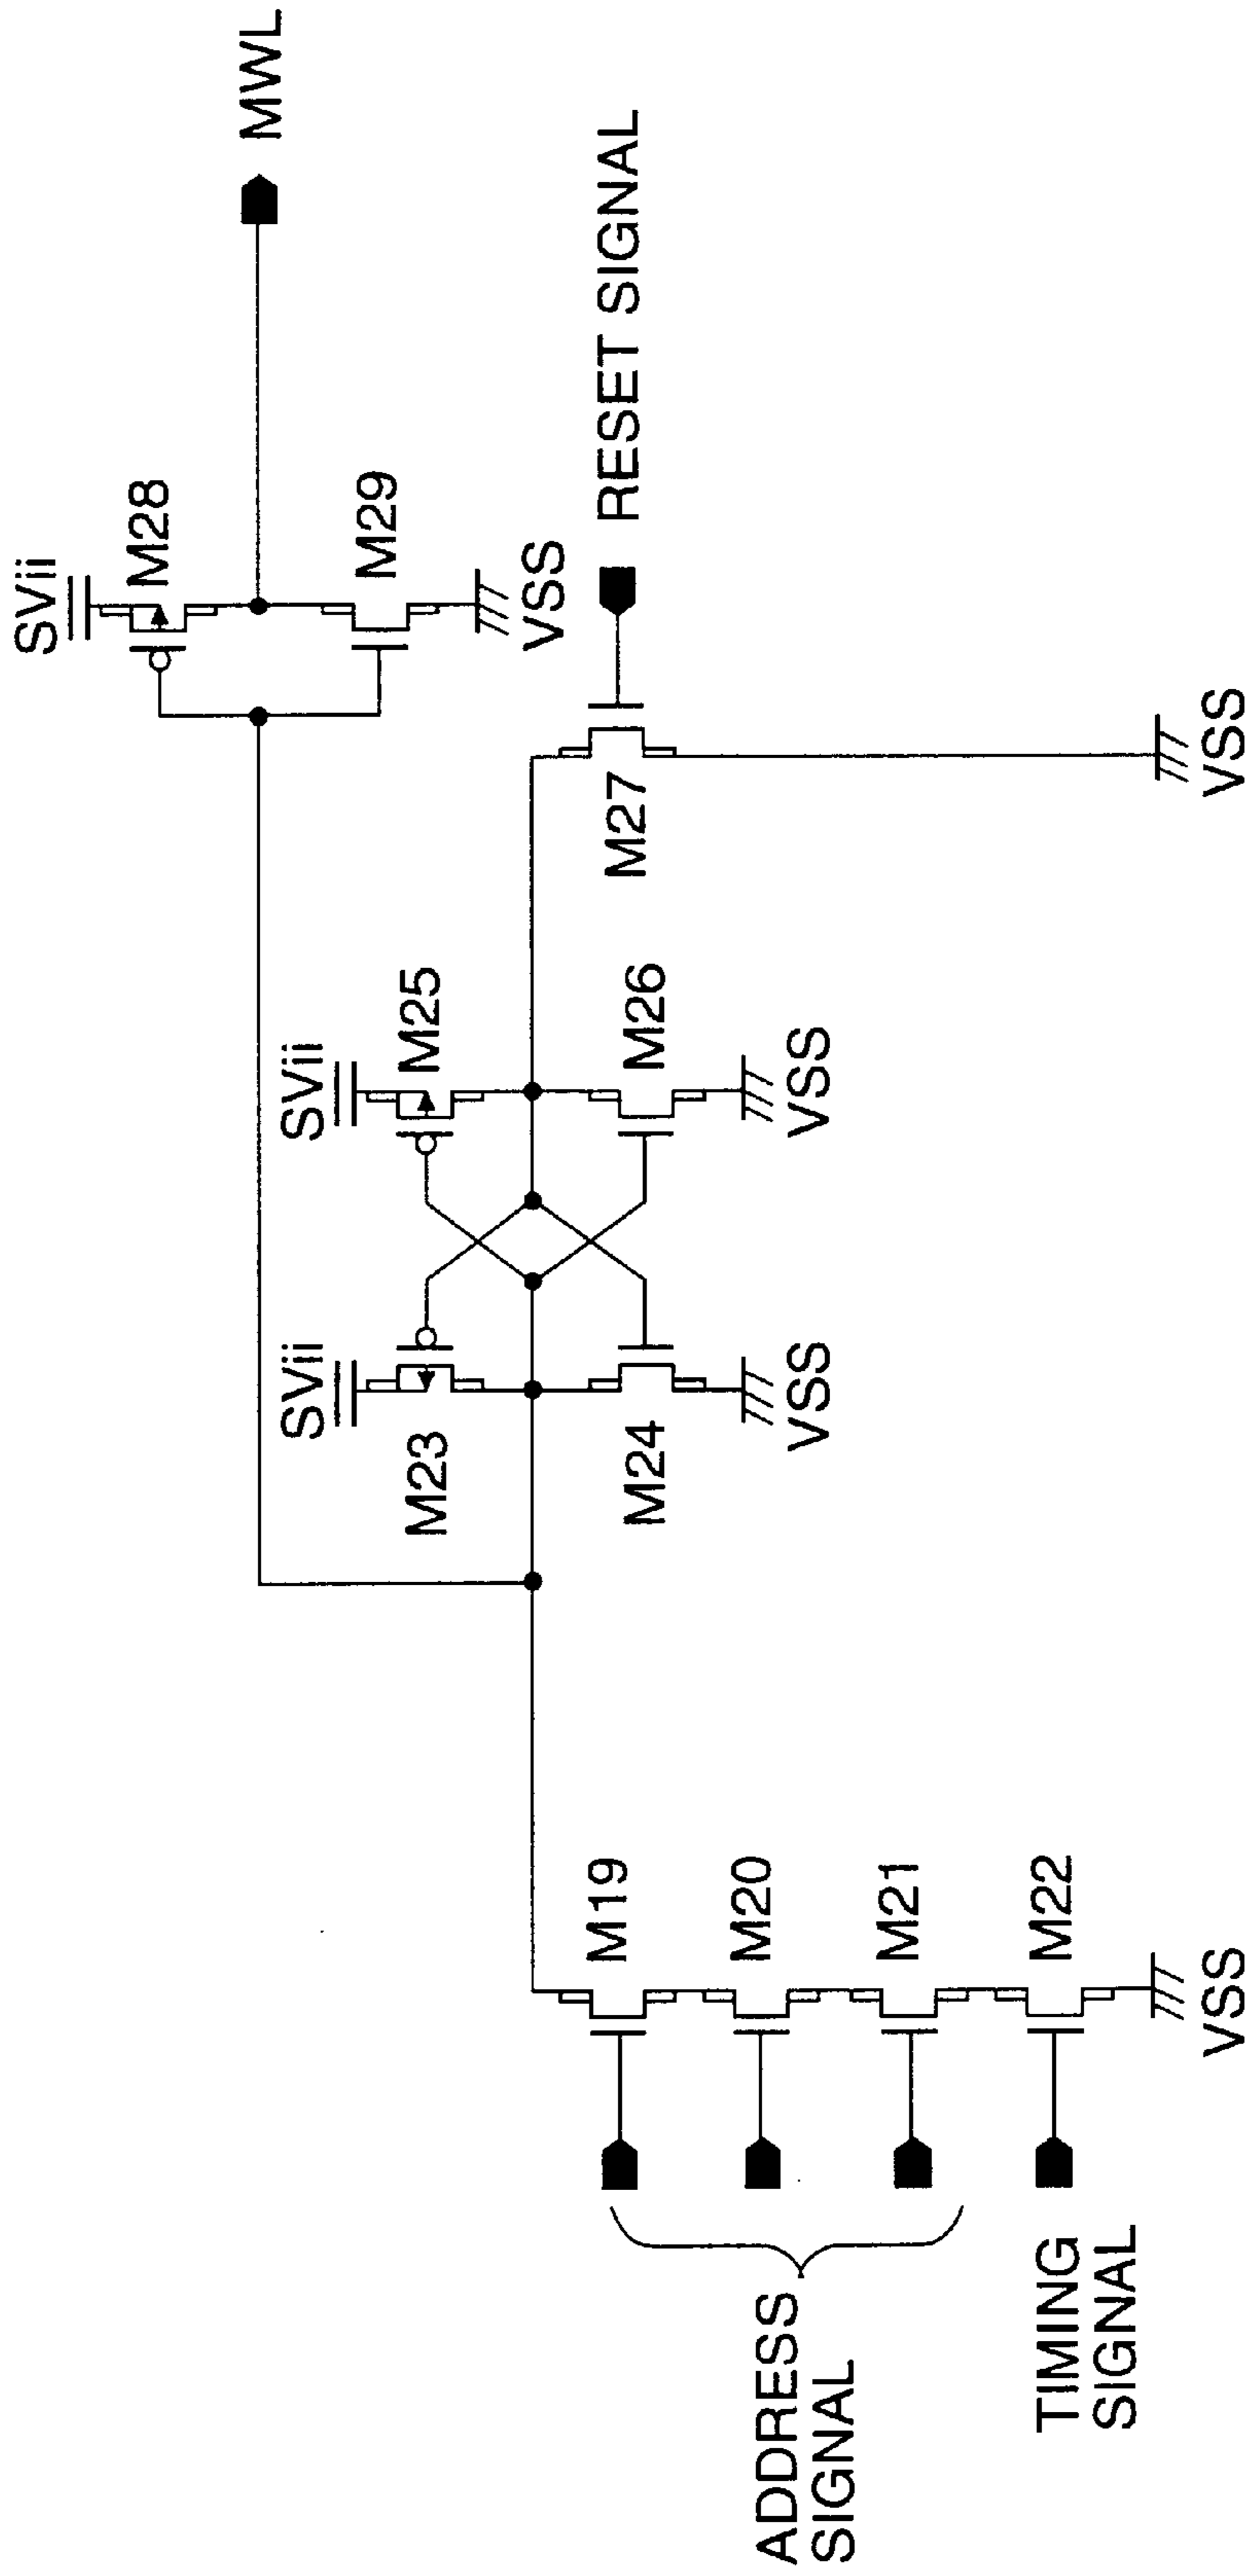 SVii
M28
MWL
M29
VSS
SVii
SVii
M23
M25
RESET SIGNAL
M24
M26
M27
VSS
VSS
M19
M20
M21
M22
ADDRESS
SIGNAL
TIMING
SIGNAL
VSS
VSS